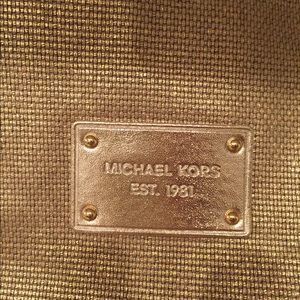 MICHAEL KORS
EST. 1981